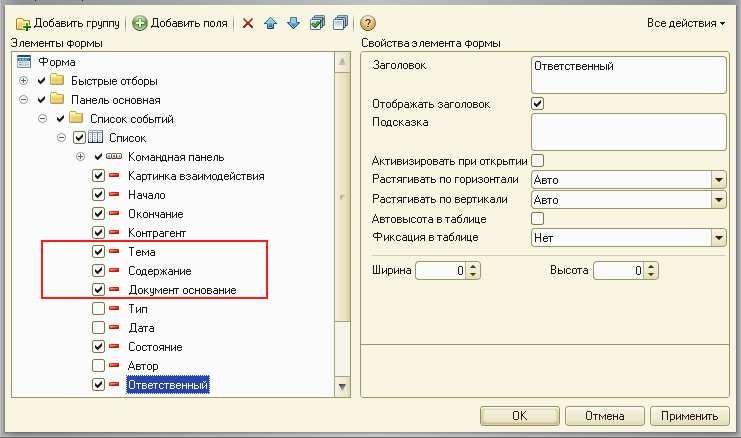 Добавить группу Добавить поля Все действия
Элементы формы
Форма
Быстрые отборы
Панель основная
Список событий
Список
Командная панель
Картинка взаимодействия
Начало
Окончание
Контрагент
Тема
Содержание
Документ основание
Тип
Дата
Состояние
Автор
Ответственный
Свойства элемента формы
Заголовок Ответственный
Отображать заголовок
Подсказка
Активизировать при открытии
Растягивать по горизонтали Авто
Растягивать по вертикали Авто
Автовысота в таблице
Фиксация в таблице Нет
Ширина 0 Высота 0
ОК Отмена Применить